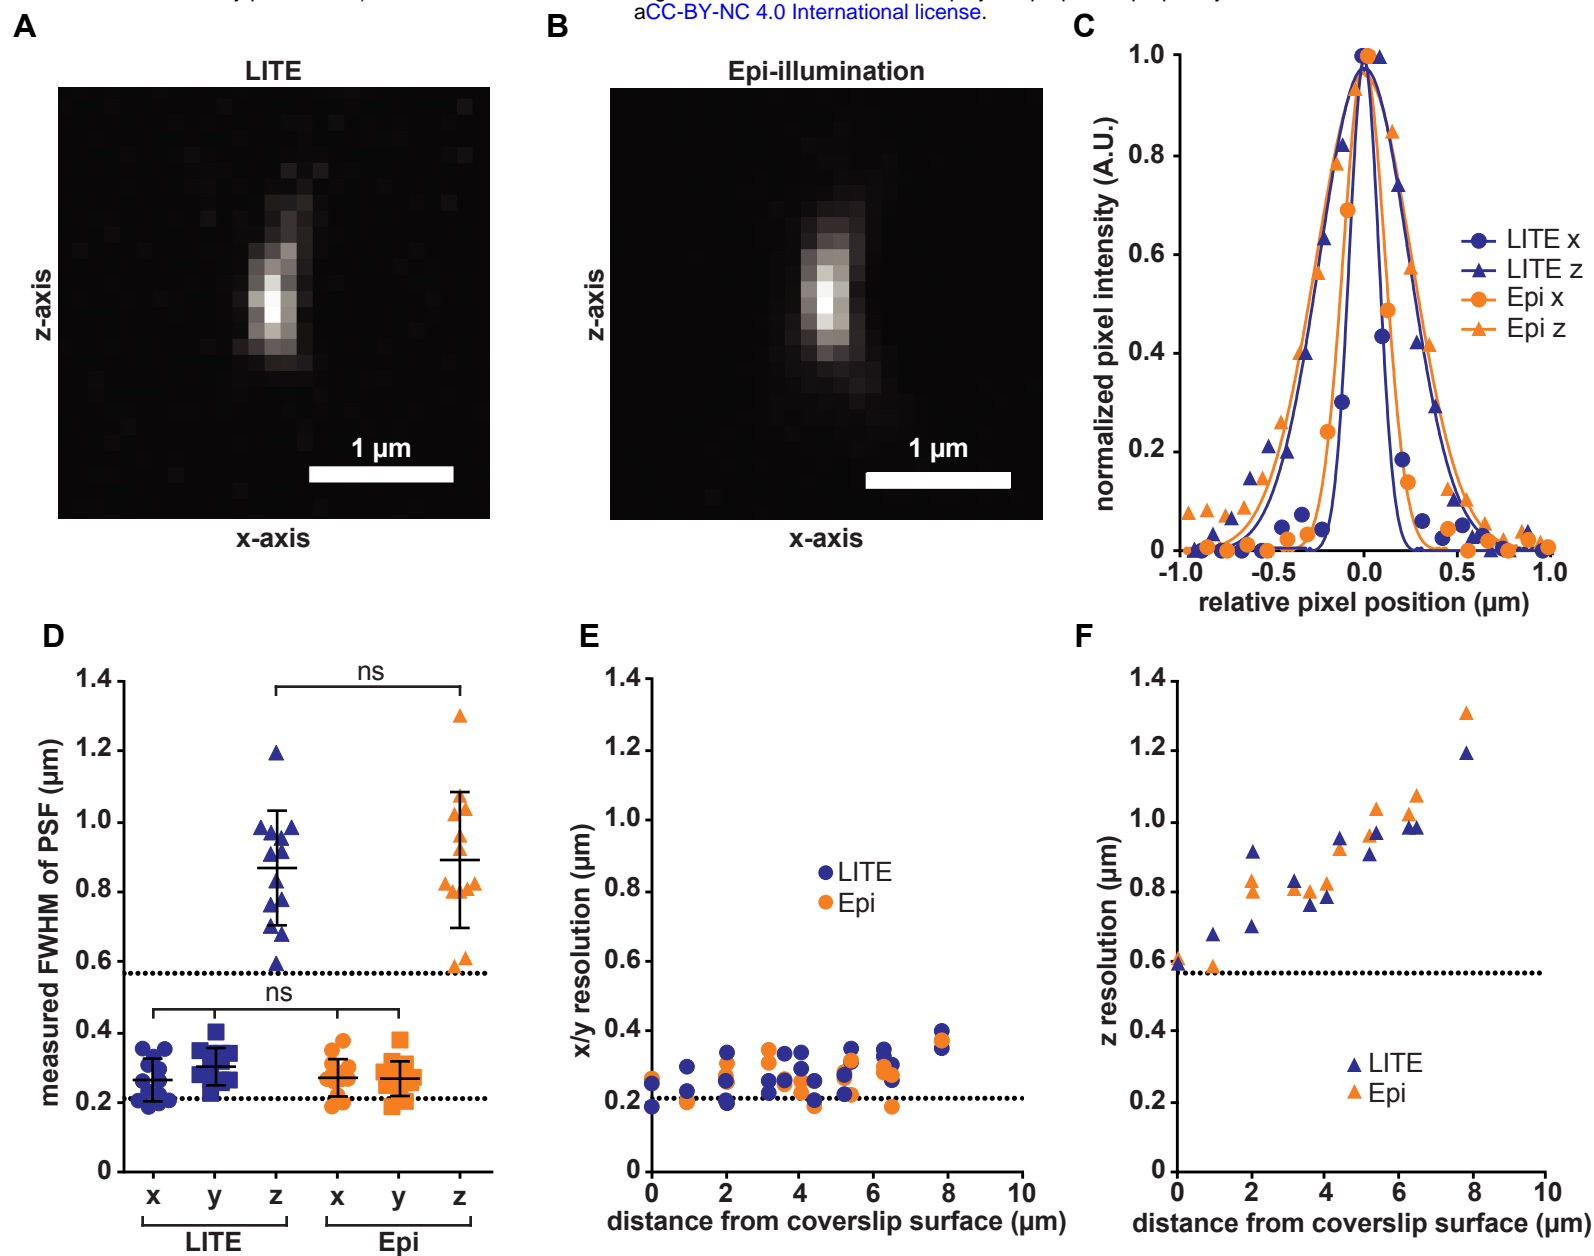 aCC-BY-NC 4.0 International license.
A
B
C
LITE
Epi-illumination
z-axis
1 µm
x-axis
z-axis
1 µm
x-axis
normalized pixel intensity (A.U.)
1.0
0.8
0.6
0.4
0.2
0
-1.0
-0.5
0.0
0.5
1.0
relative pixel position (µm)
LITE x
LITE z
Epi x
Epi z
D
E
F
measured FWHM of PSF (µm)
1.4
1.2
1.0
0.8
0.6
0.4
0.2
0
ns
ns
x
y
z
x
y
z
LITE
Epi
x/y resolution (µm)
1.4
1.2
1.0
0.8
0.6
0.4
0.2
0
LITE
Epi
0
2
4
6
8
10
distance from coverslip surface (µm)
z resolution (µm)
1.4
1.2
1.0
0.8
0.6
0.4
0.2
0
LITE
Epi
0
2
4
6
8
10
distance from coverslip surface (µm)